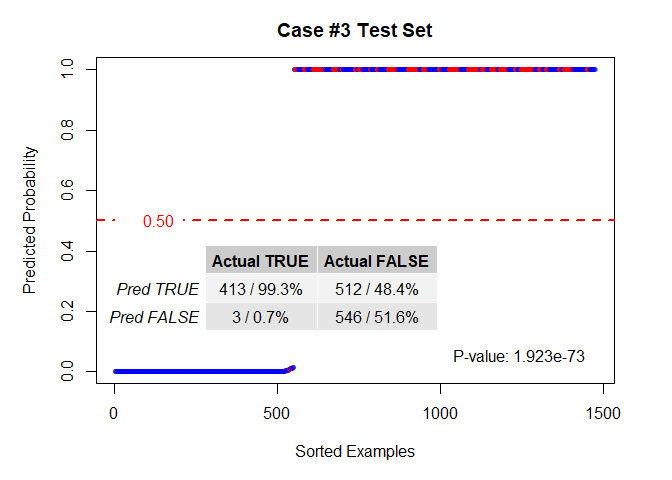 Case #3 Test Set
Predicted Probability
1.0
0.8
0.6
0.4
0.2
0.0
0.50
Actual TRUE Actual FALSE
Pred TRUE 413 / 99.3% 512 / 48.4%
Pred FALSE 3 / 0.7% 546 / 51.6%
P-value: 1.923e-73
0 500 1000 1500
Sorted Examples